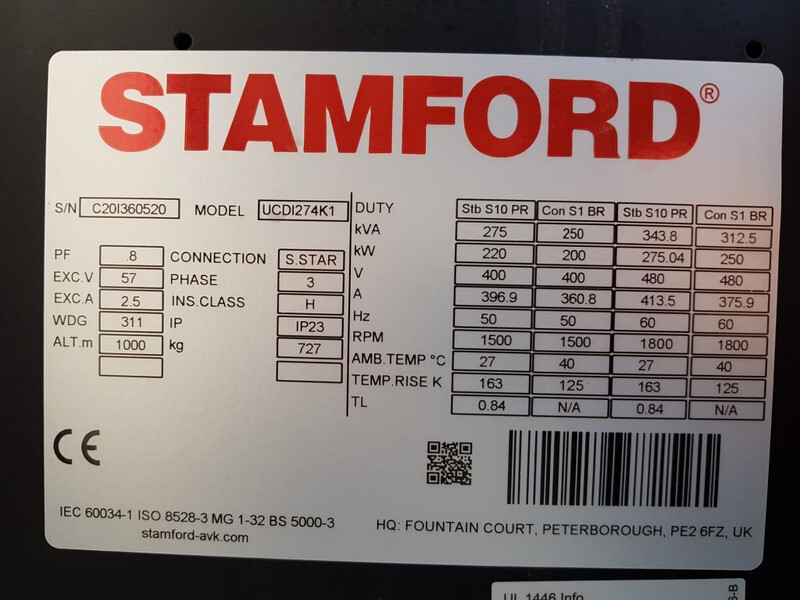 STAMFORD®
S/N C20I360520 MODEL UCDI274K1
PF .8 CONNECTION S.STAR
EXC.V 57 PHASE 3
EXC.A 2.5 INS.CLASS H
WDG 311 IP IP23
ALT.m 1000 kg 727
DUTY Stb S10 PR Con S1 BR Stb S10 PR Con S1 BR
kVA 275 250 343.8 312.5
kW 220 200 275.04 250
V 400 400 480 480
A 396.9 360.8 413.5 375.9
Hz 50 50 60 60
RPM 1500 1500 1800 1800
AMB.TEMP °C 27 40 27 40
TEMP.RISE K 163 125 163 125
TL 0.84 N/A 0.84 N/A
CE
IEC 60034-1 ISO 8528-3 MG 1-32 BS 5000-3
stamford-avk.com
HQ: FOUNTAIN COURT, PETERBOROUGH, PE2 6FZ, UK
UL 1446 Info